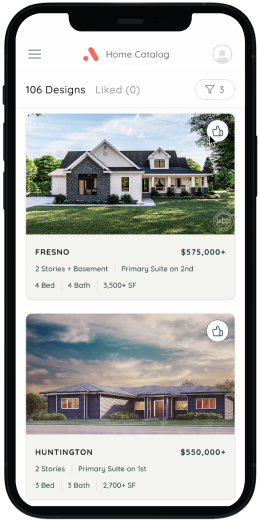 Home Catalog
106 Designs Liked (0) 3
FRESNO $575,000+
2 Stories + Basement Primary Suite on 2nd
4 Bed 4 Bath 3,500+ SF
HUNTINGTON $550,000+
2 Stories Primary Suite on 1st
3 Bed 3 Bath 2,700+ SF